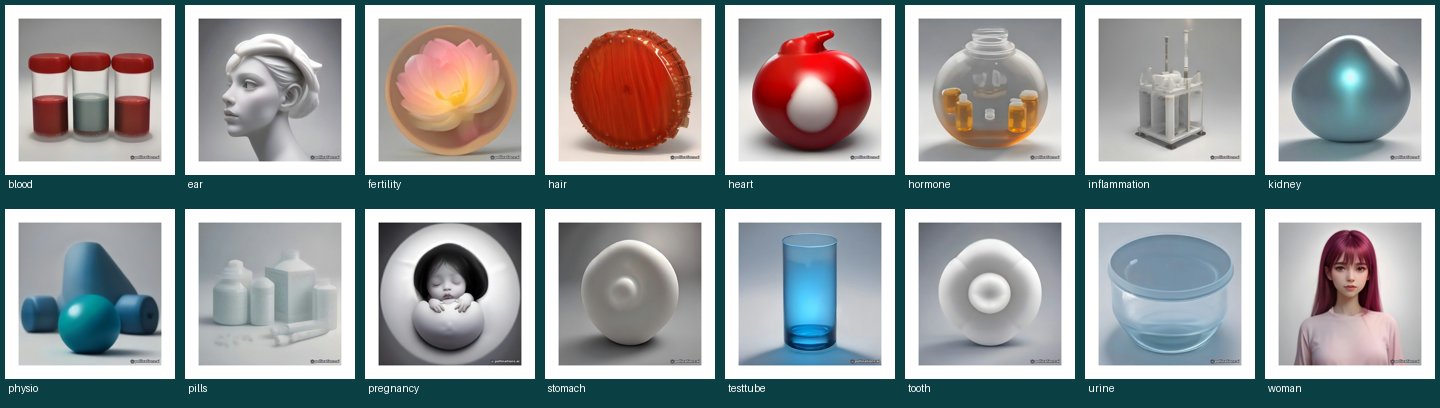 blood
ear
fertility
hair
heart
hormone
inflammation
kidney
physio
pills
pregnancy
stomach
testtube
tooth
urine
woman